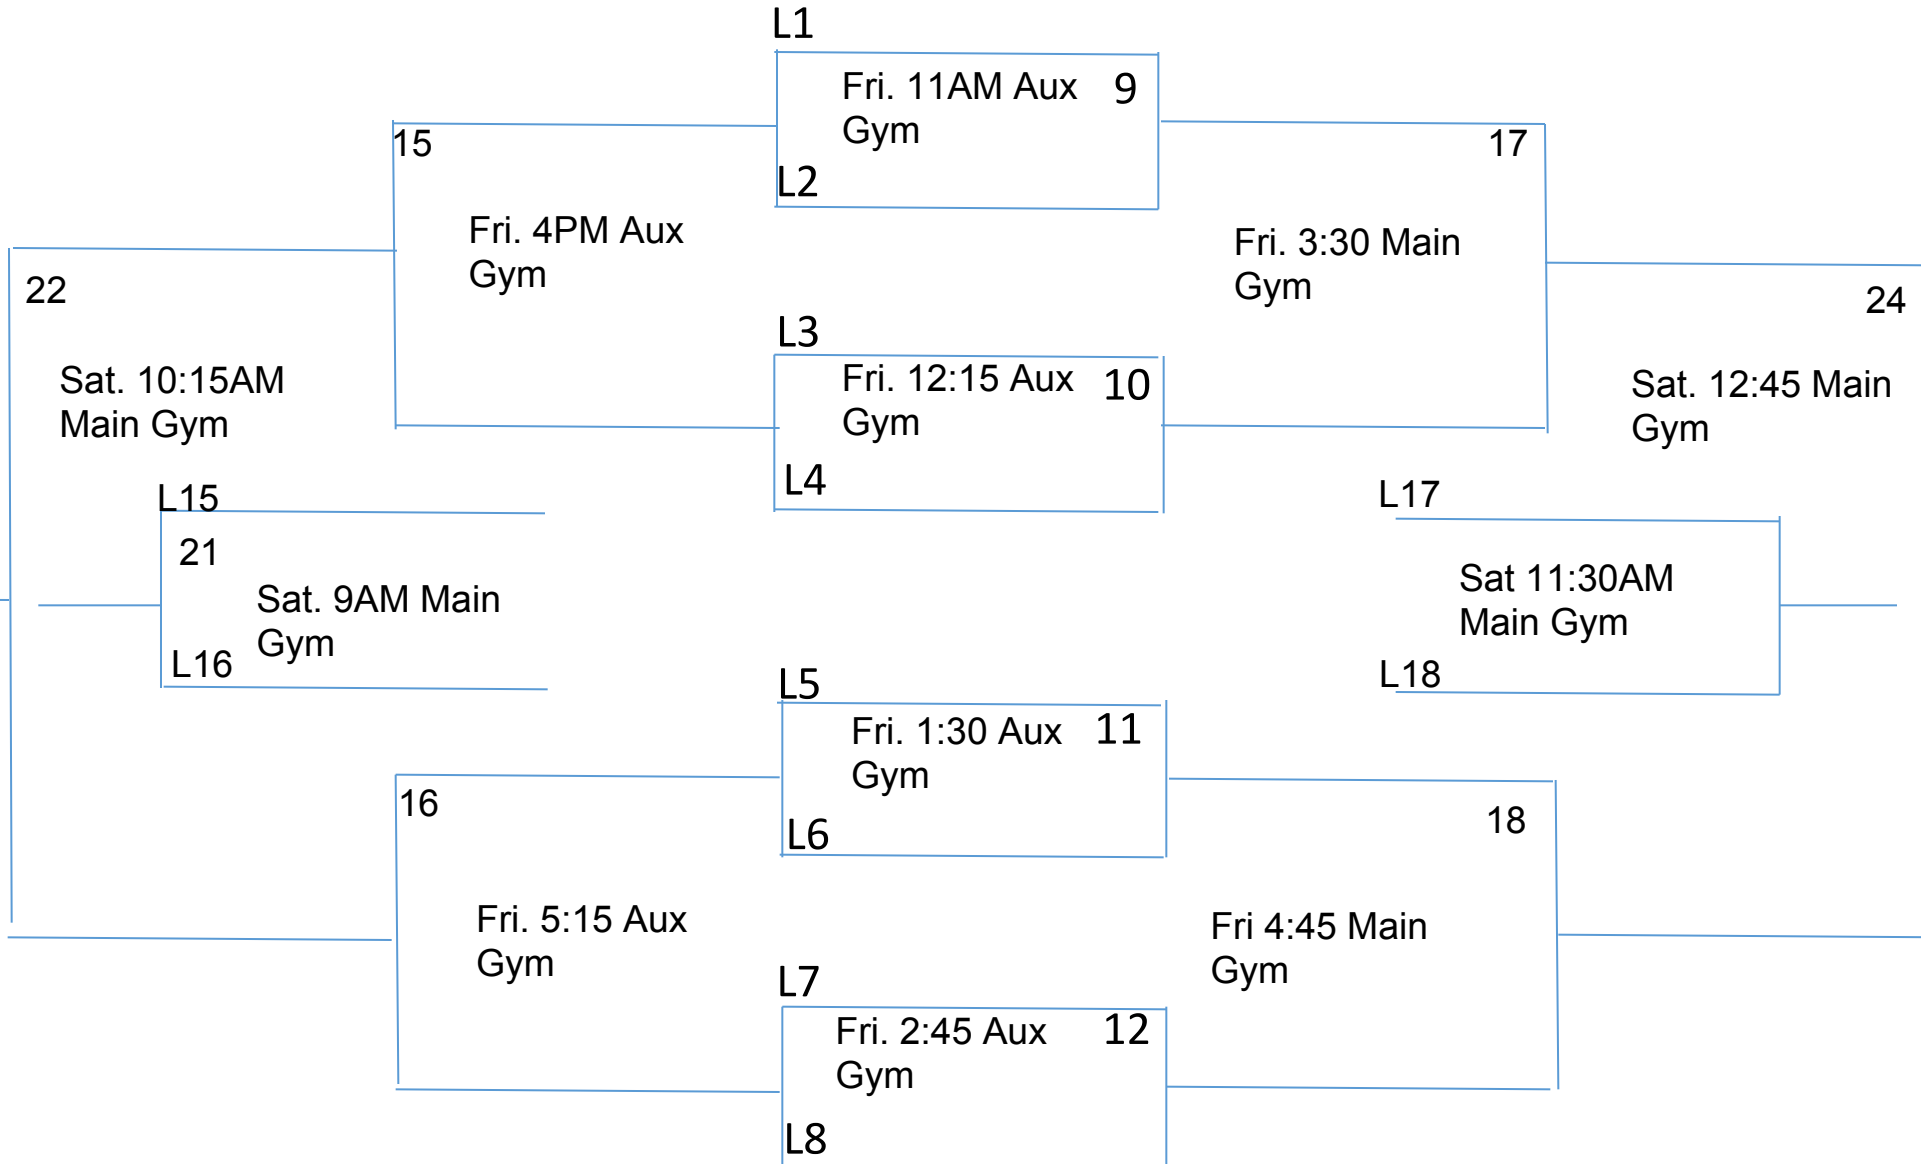 L1
Fri. 11AM Aux 9
Gym
15
17
L2
Fri. 4PM Aux
Gym
Fri. 3:30 Main
Gym
22
24
L3
Fri. 12:15 Aux 10
Gym
Sat. 10:15AM
Main Gym
Sat. 12:45 Main
Gym
L4
L15
L17
21
Sat. 9AM Main
Gym
Sat 11:30AM
Main Gym
L16
L18
L5
Fri. 1:30 Aux 11
Gym
16
18
L6
Fri. 5:15 Aux
Gym
Fri 4:45 Main
Gym
L7
Fri. 2:45 Aux 12
Gym
L8